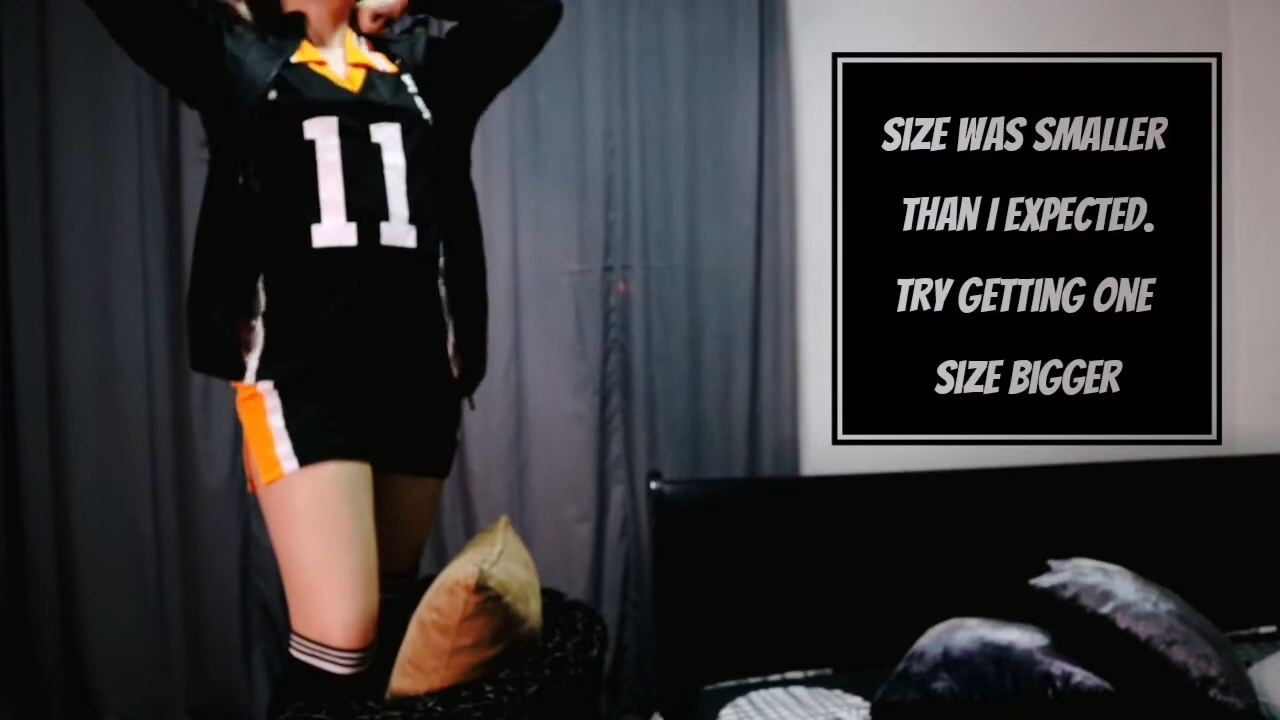 11
SIZE WAS SMALLER
THAN I EXPECTED.
TRY GETTING ONE
SIZE BIGGER